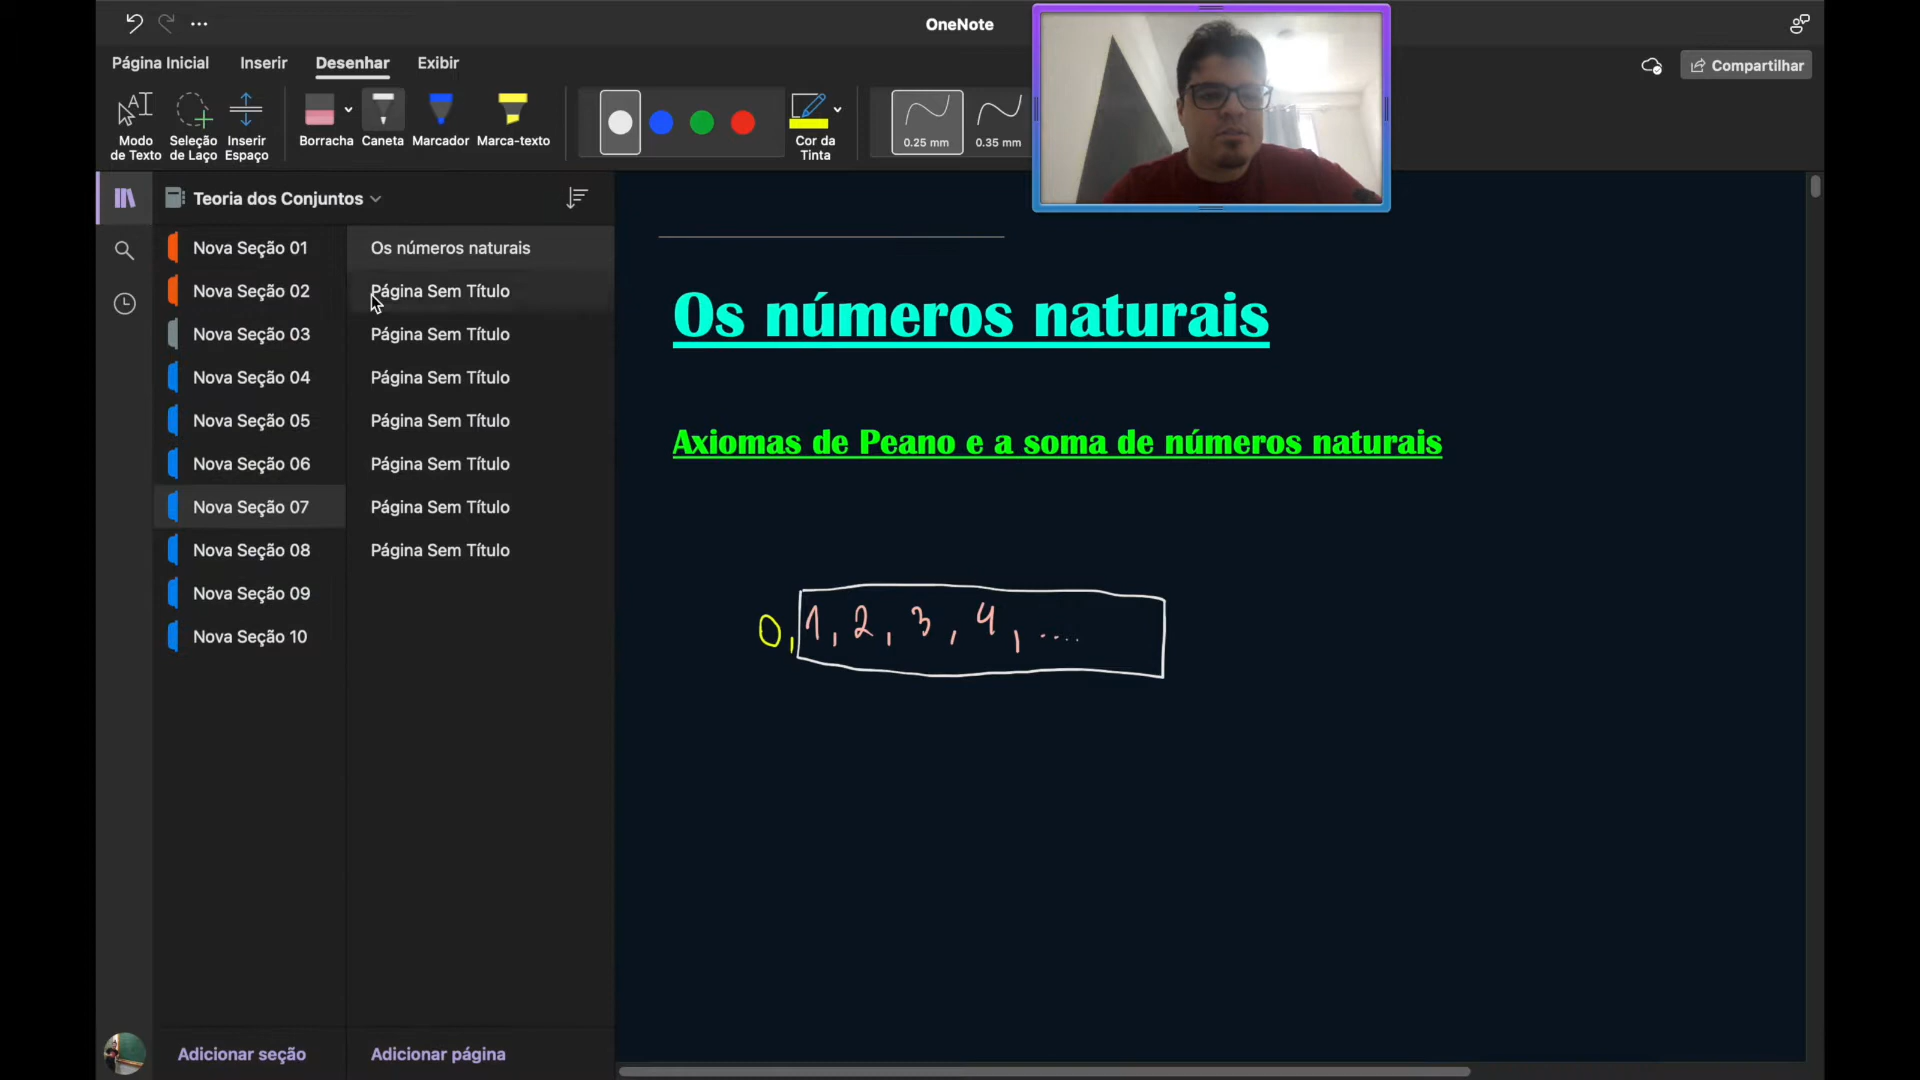 OneNote
Página Inicial
Inserir
Desenhar
Exibir
Compartilhar
Modo de Texto
Seleção de Laço
Inserir Espaço
Borracha
Caneta
Marcador
Marca-texto
Cor da Tinta
0.25 mm
0.35 mm
Teoria dos Conjuntos
Nova Seção 01
Nova Seção 02
Nova Seção 03
Nova Seção 04
Nova Seção 05
Nova Seção 06
Nova Seção 07
Nova Seção 08
Nova Seção 09
Nova Seção 10
Adicionar seção
Os números naturais
Página Sem Título
Página Sem Título
Página Sem Título
Página Sem Título
Página Sem Título
Página Sem Título
Página Sem Título
Adicionar página
Os números naturais
Axiomas de Peano e a soma de números naturais
0, 1, 2, 3, 4, ....